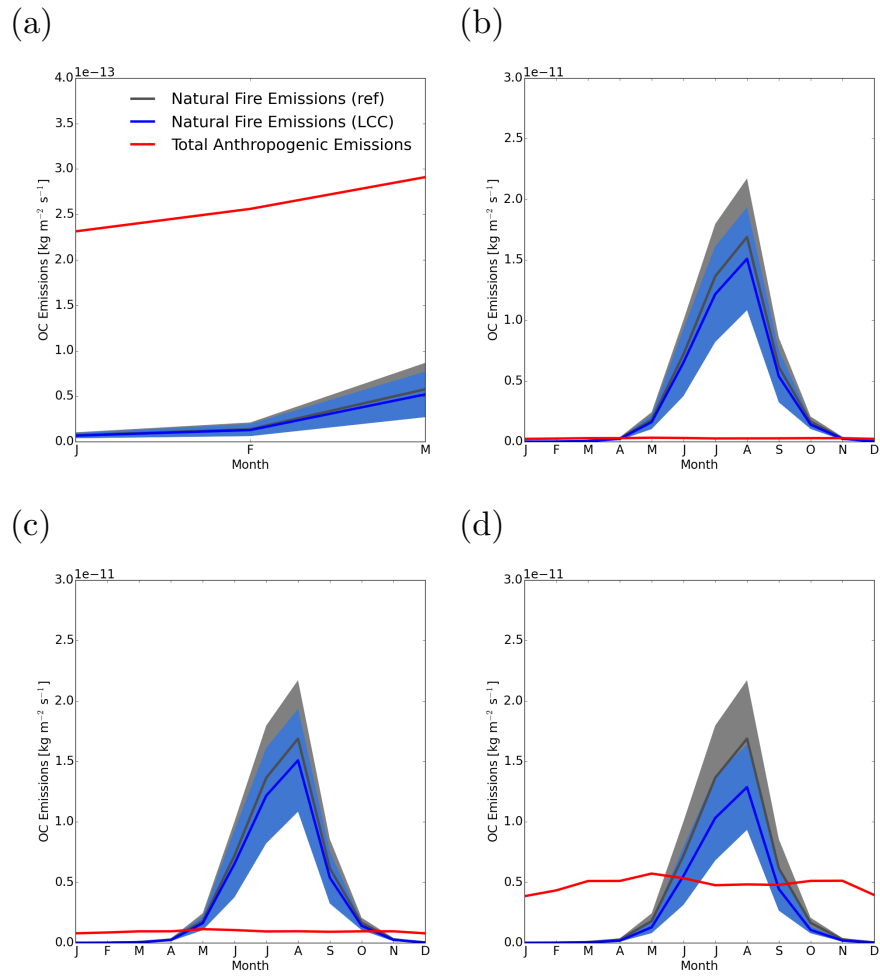 (a)
1e−13
4.0
3.5
3.0
2.5
2.0
1.5
1.0
0.5
0.0
OC Emissions [kg m⁻² s⁻¹]
Natural Fire Emissions (ref)
Natural Fire Emissions (LCC)
Total Anthropogenic Emissions
J F M
Month
(b)
1e−11
3.0
2.5
2.0
1.5
1.0
0.5
0.0
OC Emissions [kg m⁻² s⁻¹]
J F M A M J J A S O N D
Month
(c)
1e−11
3.0
2.5
2.0
1.5
1.0
0.5
0.0
OC Emissions [kg m⁻² s⁻¹]
J F M A M J J A S O N D
Month
(d)
1e−11
3.0
2.5
2.0
1.5
1.0
0.5
0.0
OC Emissions [kg m⁻² s⁻¹]
J F M A M J J A S O N D
Month